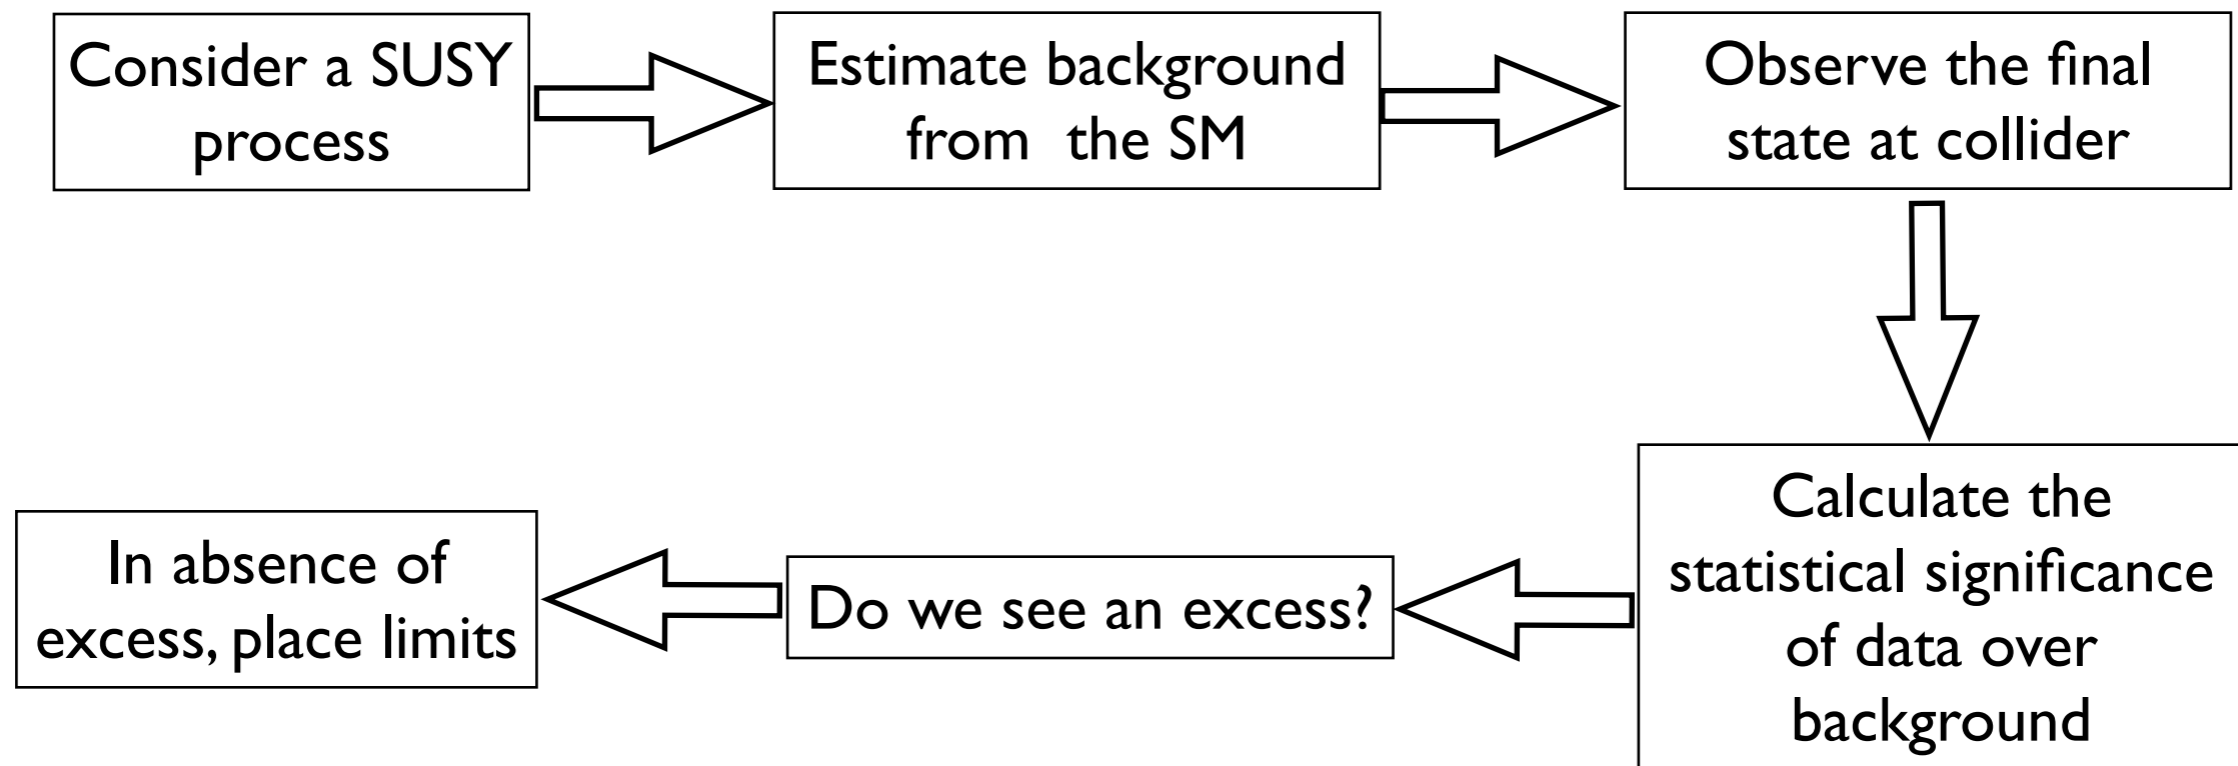 Consider a SUSY
process
Estimate background
from the SM
Observe the final
state at collider
Calculate the
statistical significance
of data over
background
Do we see an excess?
In absence of
excess, place limits